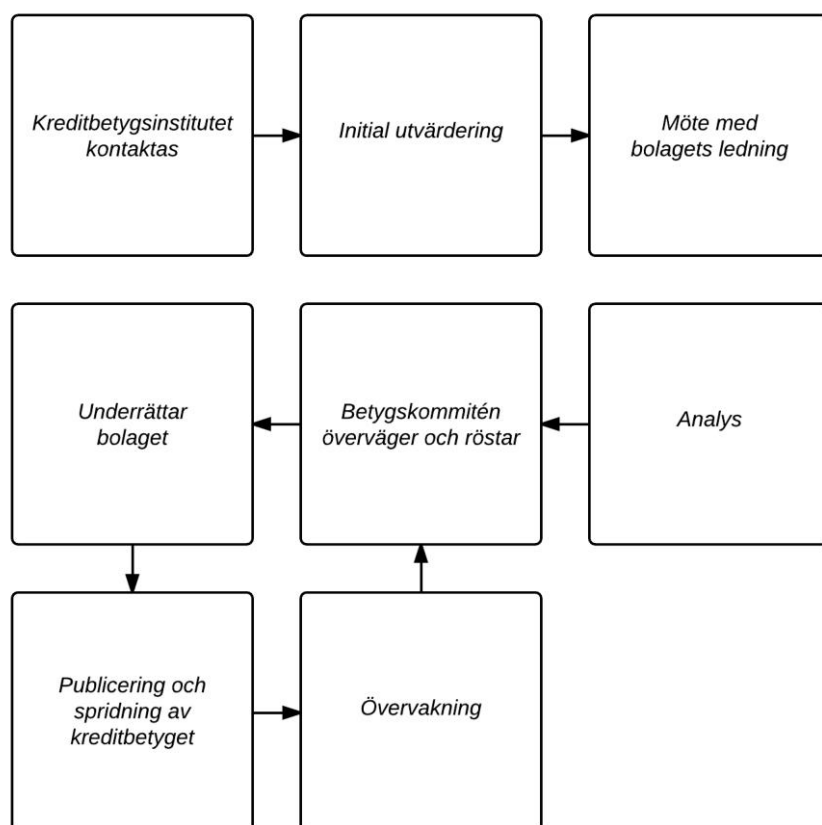 Kreditbetygsinstitutet
kontaktas
Initial utvärdering
Möte med
bolagets ledning
Underrättar
bolaget
Betygskommitén
överväger och röstar
Analys
Publicering och
spridning av
kreditbetyget
Övervakning